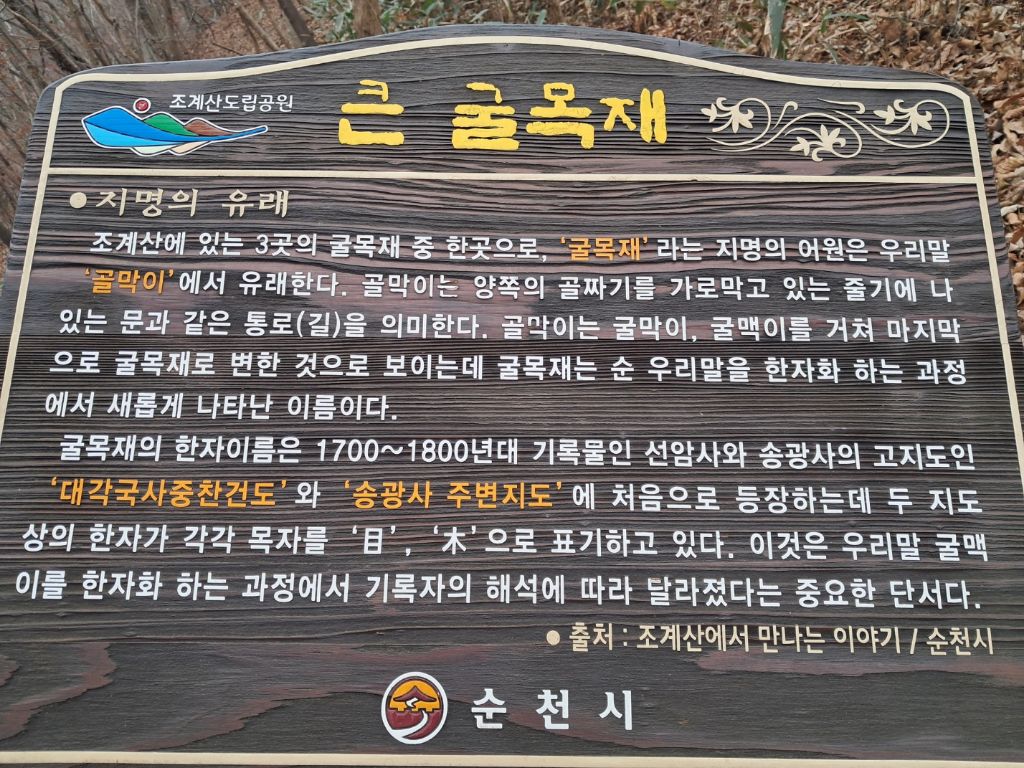 조계산도립공원
큰 굴목재
● 지명의 유래
조계산에 있는 3곳의 굴목재 중 한곳으로, ‘굴목재’라는 지명의 어원은 우리말
‘골막이’에서 유래한다. 골막이는 양쪽의 골짜기를 가로막고 있는 줄기에 나
있는 문과 같은 통로(길)을 의미한다. 골막이는 굴막이, 굴맥이를 거쳐 마지막
으로 굴목재로 변한 것으로 보이는데 굴목재는 순 우리말을 한자화 하는 과정
에서 새롭게 나타난 이름이다.
굴목재의 한자이름은 1700~1800년대 기록물인 선암사와 송광사의 고지도인
‘대각국사중찬건도’와 ‘송광사 주변지도’에 처음으로 등장하는데 두 지도
상의 한자가 각각 목자를 ‘目’, ‘木’으로 표기하고 있다. 이것은 우리말 굴맥
이를 한자화 하는 과정에서 기록자의 해석에 따라 달라졌다는 중요한 단서다.
● 출처 : 조계산에서 만나는 이야기 / 순천시
순천시